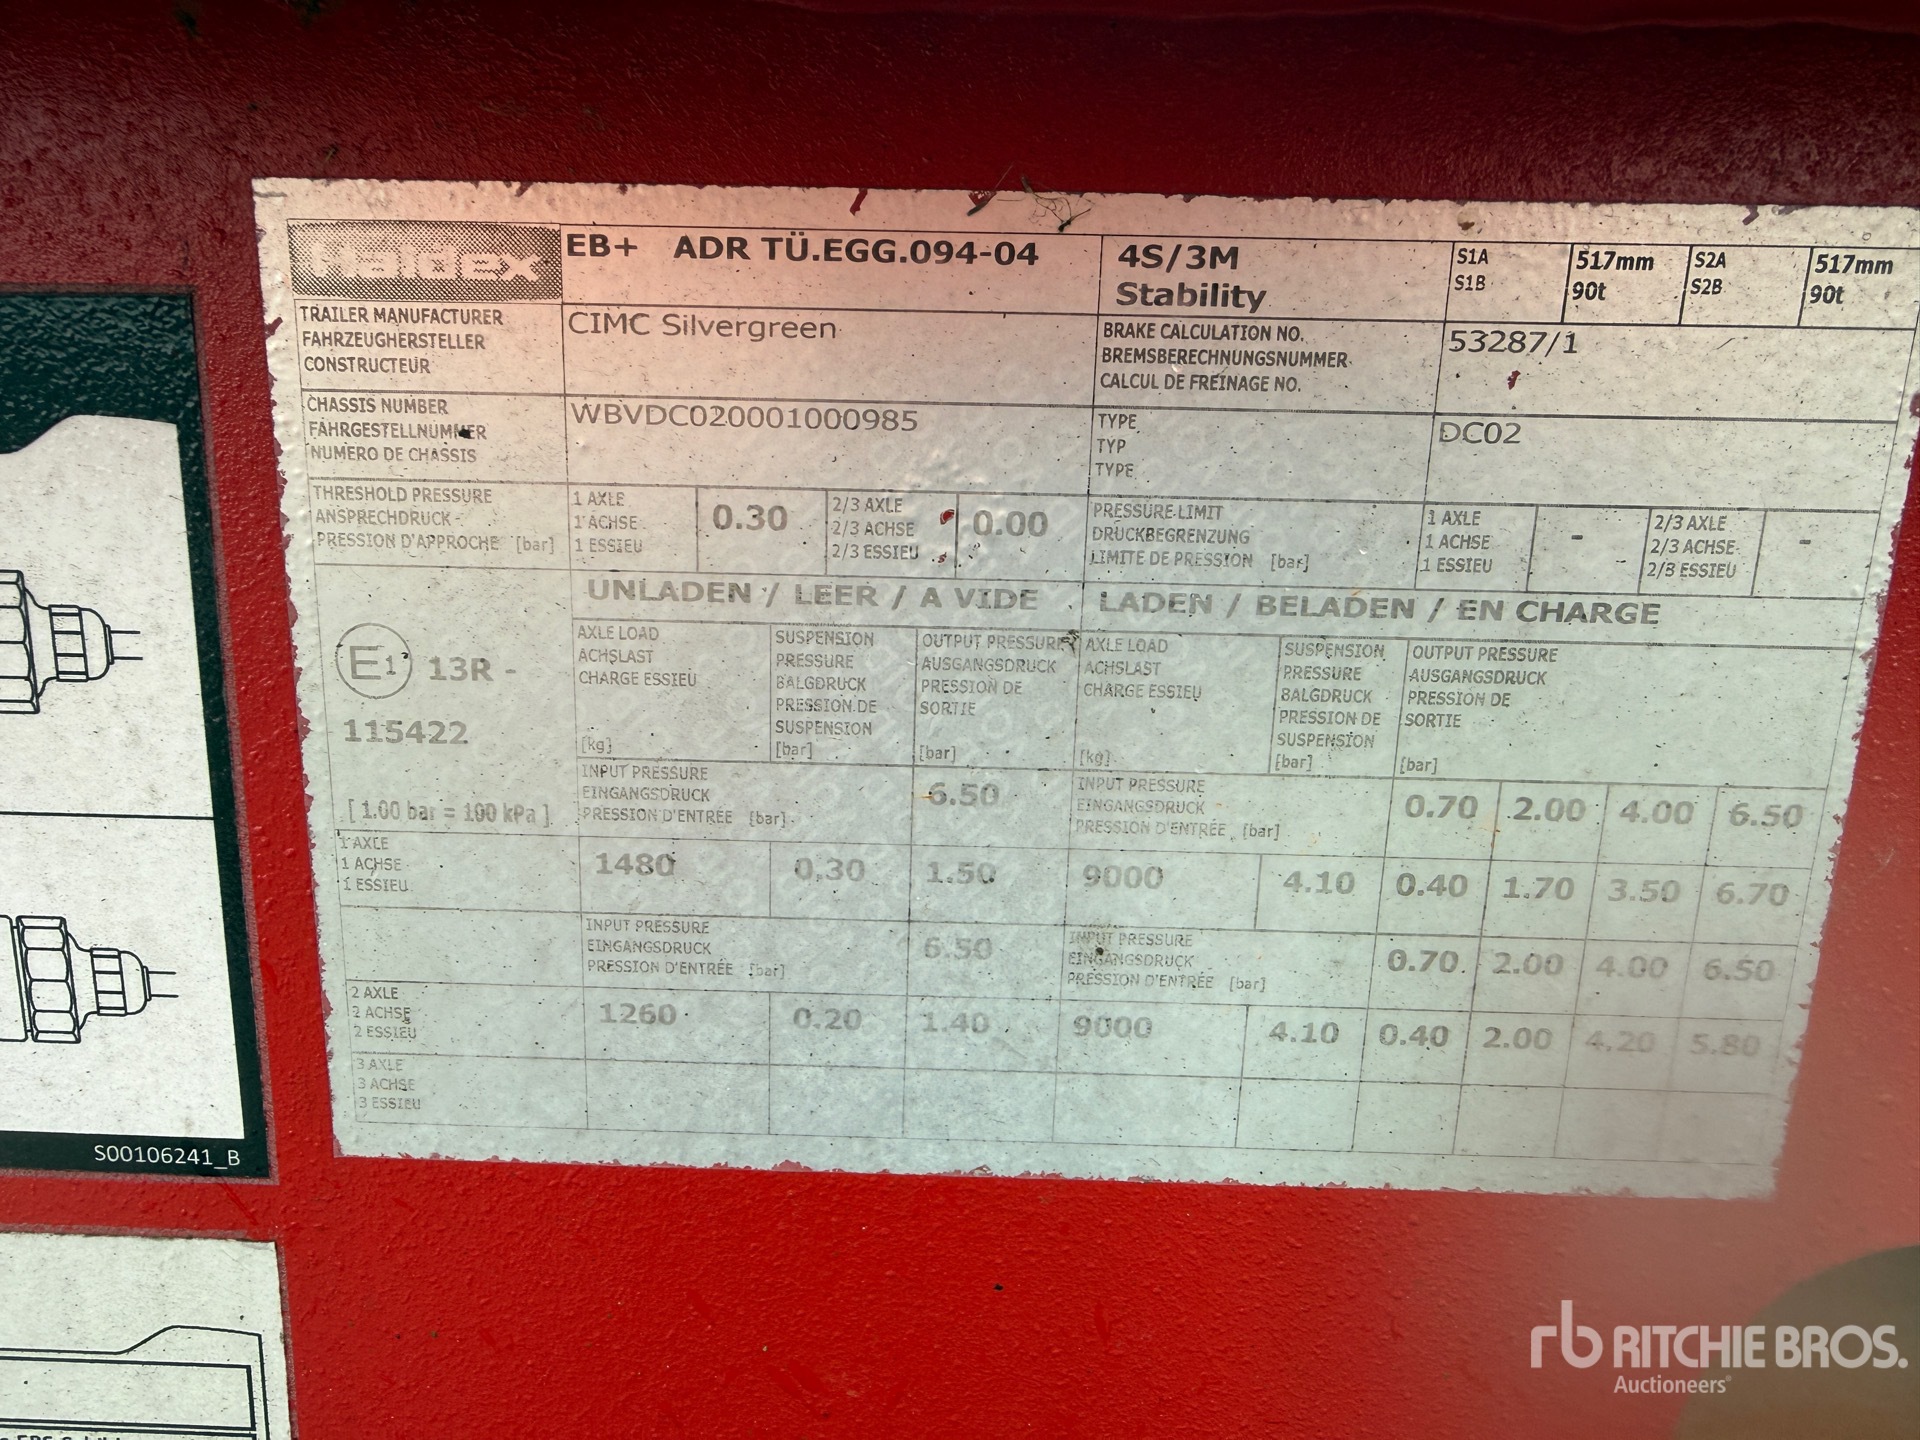 Haldex EB+ ADR TÜ.EGG.094-04 4S/3M Stability S1A S1B 517mm 90t S2A S2B 517mm 90t
TRAILER MANUFACTURER
FAHRZEUGHERSTELLER
CONSTRUCTEUR
CIMC Silvergreen
BRAKE CALCULATION NO.
BREMSBERECHNUNGSNUMMER
CALCUL DE FREINAGE NO.
53287/1
CHASSIS NUMBER
FAHRGESTELLNUMMER
NUMERO DE CHASSIS
WBVDC020001000985
TYPE
TYP
TYPE
DC02
THRESHOLD PRESSURE
ANSPRECHDRUCK
PRESSION D'APPROCHE [bar]
1 AXLE
1 ACHSE
1 ESSIEU
0.30
2/3 AXLE
2/3 ACHSE
2/3 ESSIEU
0.00
PRESSURE LIMIT
DRUCKBEGRENZUNG
LIMITE DE PRESSION [bar]
1 AXLE
1 ACHSE
1 ESSIEU
-
2/3 AXLE
2/3 ACHSE
2/3 ESSIEU
-
E1 13R -
115422
[ 1.00 bar = 100 kPa ]
UNLADEN / LEER / A VIDE
LADEN / BELADEN / EN CHARGE
AXLE LOAD
ACHSLAST
CHARGE ESSIEU
[kg]
SUSPENSION
PRESSURE
BALGDRUCK
PRESSION DE
SUSPENSION
[bar]
OUTPUT PRESSURE
AUSGANGSDRUCK
PRESSION DE
SORTIE
[bar]
AXLE LOAD
ACHSLAST
CHARGE ESSIEU
[kg]
SUSPENSION
PRESSURE
BALGDRUCK
PRESSION DE
SUSPENSION
[bar]
OUTPUT PRESSURE
AUSGANGSDRUCK
PRESSION DE
SORTIE
[bar]
INPUT PRESSURE
EINGANGSDRUCK
PRESSION D'ENTRÉE [bar]
6.50
INPUT PRESSURE
EINGANGSDRUCK
PRESSION D'ENTRÉE [bar]
0.70 2.00 4.00 6.50
1 AXLE
1 ACHSE
1 ESSIEU
1480 0.30 1.50 9000 4.10 0.40 1.70 3.50 6.70
INPUT PRESSURE
EINGANGSDRUCK
PRESSION D'ENTRÉE [bar]
6.50
INPUT PRESSURE
EINGANGSDRUCK
PRESSION D'ENTRÉE [bar]
0.70 2.00 4.00 6.50
2 AXLE
2 ACHSE
2 ESSIEU
1260 0.20 1.40 9000 4.10 0.40 2.00 4.20 5.80
3 AXLE
3 ACHSE
3 ESSIEU
S00106241_B
rb RITCHIE BROS.
Auctioneers